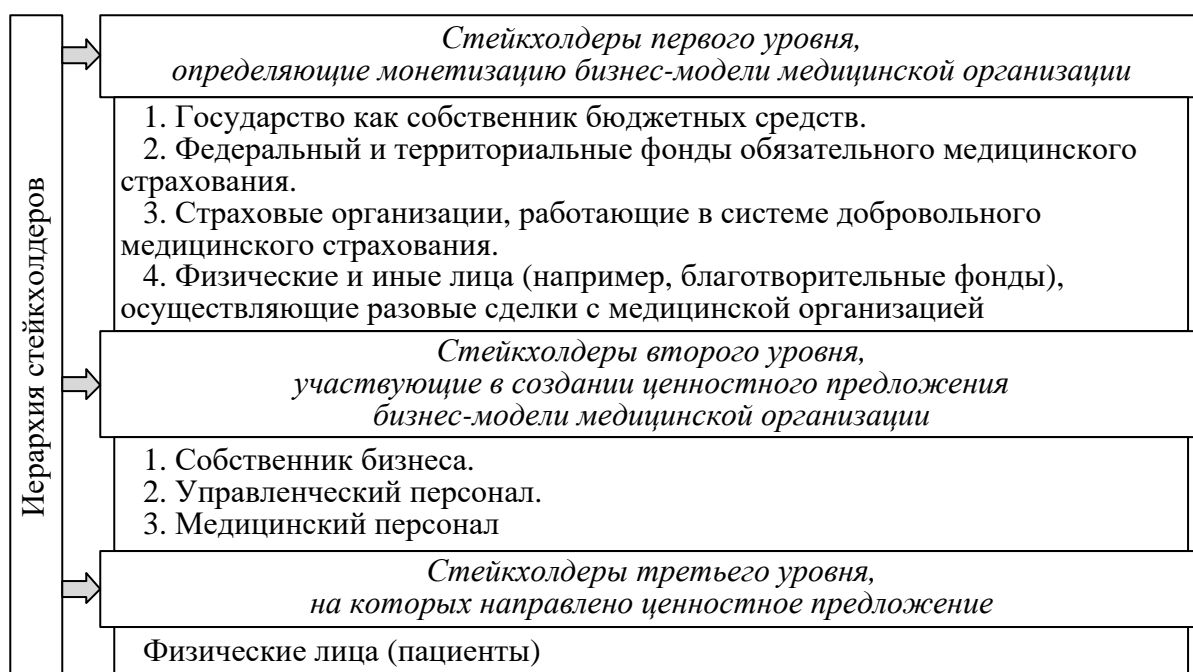 Иерархия стейкхолдеров
Стейкхолдеры первого уровня,
определяющие монетизацию бизнес-модели медицинской организации
1. Государство как собственник бюджетных средств.
2. Федеральный и территориальные фонды обязательного медицинского
страхования.
3. Страховые организации, работающие в системе добровольного
медицинского страхования.
4. Физические и иные лица (например, благотворительные фонды),
осуществляющие разовые сделки с медицинской организацией
Стейкхолдеры второго уровня,
участвующие в создании ценностного предложения
бизнес-модели медицинской организации
1. Собственник бизнеса.
2. Управленческий персонал.
3. Медицинский персонал
Стейкхолдеры третьего уровня,
на которых направлено ценностное предложение
Физические лица (пациенты)